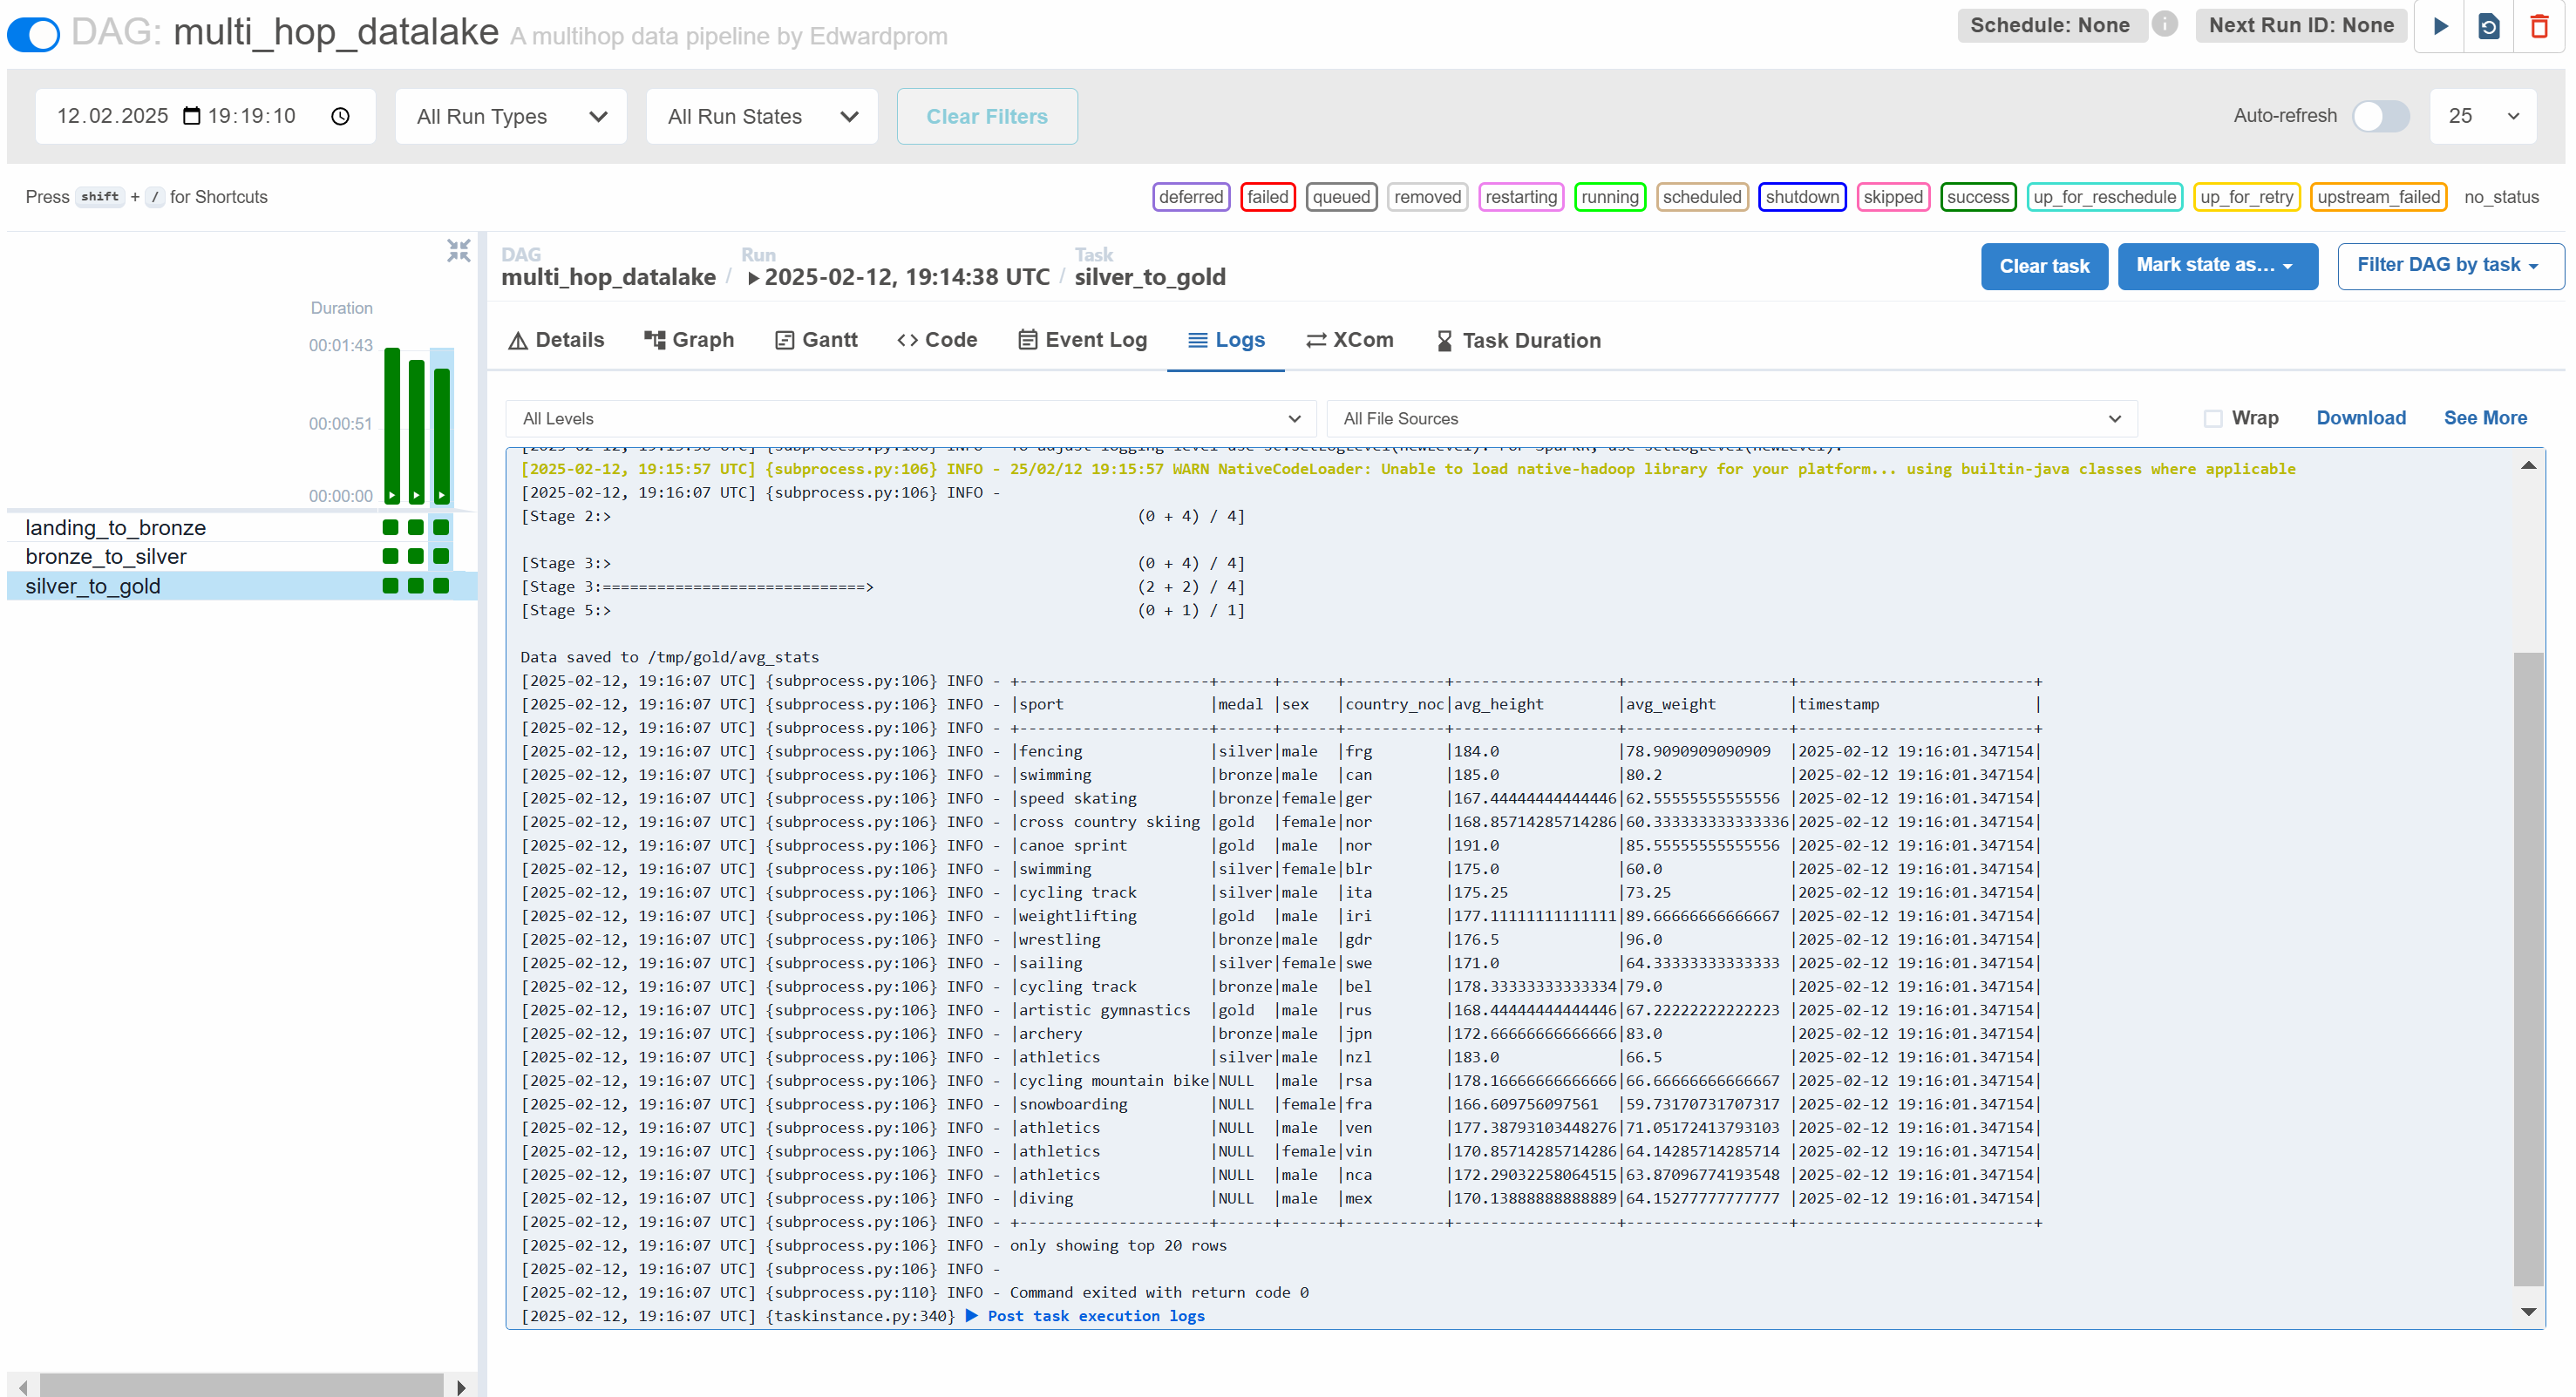 DAG: multi_hop_datalake A multihop data pipeline by Edwardprom
Schedule: None i Next Run ID: None
12.02.2025 19:19:10 All Run Types All Run States Clear Filters Auto-refresh 25
Press shift + / for Shortcuts
deferred failed queued removed restarting running scheduled shutdown skipped success up_for_reschedule up_for_retry upstream_failed no_status
Duration
00:01:43
00:00:51
00:00:00
landing_to_bronze
bronze_to_silver
silver_to_gold
DAG Run Task
multi_hop_datalake / 2025-02-12, 19:14:38 UTC / silver_to_gold
Clear task Mark state as... Filter DAG by task
Details Graph Gantt Code Event Log Logs XCom Task Duration
All Levels All File Sources Wrap Download See More
[2025-02-12, 19:15:57 UTC] {subprocess.py:106} INFO - 25/02/12 19:15:57 WARN NativeCodeLoader: Unable to load native-hadoop library for your platform... using builtin-java classes where applicable
[2025-02-12, 19:16:07 UTC] {subprocess.py:106} INFO -
[Stage 2:> (0 + 4) / 4]
[Stage 3:> (0 + 4) / 4]
[Stage 3:=============================> (2 + 2) / 4]
[Stage 5:> (0 + 1) / 1]
Data saved to /tmp/gold/avg_stats
[2025-02-12, 19:16:07 UTC] {subprocess.py:106} INFO - +---------------------+------+------+-----------+------------------+------------------+--------------------------+
[2025-02-12, 19:16:07 UTC] {subprocess.py:106} INFO - |sport |medal |sex |country_noc|avg_height |avg_weight |timestamp |
[2025-02-12, 19:16:07 UTC] {subprocess.py:106} INFO - +---------------------+------+------+-----------+------------------+------------------+--------------------------+
[2025-02-12, 19:16:07 UTC] {subprocess.py:106} INFO - |fencing |silver|male |frg |184.0 |78.9090909090909 |2025-02-12 19:16:01.347154|
[2025-02-12, 19:16:07 UTC] {subprocess.py:106} INFO - |swimming |bronze|male |can |185.0 |80.2 |2025-02-12 19:16:01.347154|
[2025-02-12, 19:16:07 UTC] {subprocess.py:106} INFO - |speed skating |bronze|female|ger |167.44444444444446|62.55555555555556 |2025-02-12 19:16:01.347154|
[2025-02-12, 19:16:07 UTC] {subprocess.py:106} INFO - |cross country skiing |gold |female|nor |168.85714285714286|60.333333333333336|2025-02-12 19:16:01.347154|
[2025-02-12, 19:16:07 UTC] {subprocess.py:106} INFO - |canoe sprint |gold |male |nor |191.0 |85.55555555555556 |2025-02-12 19:16:01.347154|
[2025-02-12, 19:16:07 UTC] {subprocess.py:106} INFO - |swimming |silver|female|blr |175.0 |60.0 |2025-02-12 19:16:01.347154|
[2025-02-12, 19:16:07 UTC] {subprocess.py:106} INFO - |cycling track |silver|male |ita |175.25 |73.25 |2025-02-12 19:16:01.347154|
[2025-02-12, 19:16:07 UTC] {subprocess.py:106} INFO - |weightlifting |gold |male |iri |177.11111111111111|89.66666666666667 |2025-02-12 19:16:01.347154|
[2025-02-12, 19:16:07 UTC] {subprocess.py:106} INFO - |wrestling |bronze|male |gdr |176.5 |96.0 |2025-02-12 19:16:01.347154|
[2025-02-12, 19:16:07 UTC] {subprocess.py:106} INFO - |sailing |silver|female|swe |171.0 |64.33333333333333 |2025-02-12 19:16:01.347154|
[2025-02-12, 19:16:07 UTC] {subprocess.py:106} INFO - |cycling track |bronze|male |bel |178.33333333333334|79.0 |2025-02-12 19:16:01.347154|
[2025-02-12, 19:16:07 UTC] {subprocess.py:106} INFO - |artistic gymnastics |gold |male |rus |168.44444444444446|67.22222222222223 |2025-02-12 19:16:01.347154|
[2025-02-12, 19:16:07 UTC] {subprocess.py:106} INFO - |archery |bronze|male |jpn |172.66666666666666|83.0 |2025-02-12 19:16:01.347154|
[2025-02-12, 19:16:07 UTC] {subprocess.py:106} INFO - |athletics |silver|male |nzl |183.0 |66.5 |2025-02-12 19:16:01.347154|
[2025-02-12, 19:16:07 UTC] {subprocess.py:106} INFO - |cycling mountain bike|NULL |male |rsa |178.16666666666666|66.66666666666667 |2025-02-12 19:16:01.347154|
[2025-02-12, 19:16:07 UTC] {subprocess.py:106} INFO - |snowboarding |NULL |female|fra |166.609756097561 |59.73170731707317 |2025-02-12 19:16:01.347154|
[2025-02-12, 19:16:07 UTC] {subprocess.py:106} INFO - |athletics |NULL |male |ven |177.38793103448276|71.05172413793103 |2025-02-12 19:16:01.347154|
[2025-02-12, 19:16:07 UTC] {subprocess.py:106} INFO - |athletics |NULL |female|vin |170.85714285714286|64.14285714285714 |2025-02-12 19:16:01.347154|
[2025-02-12, 19:16:07 UTC] {subprocess.py:106} INFO - |athletics |NULL |male |nca |172.29032258064515|63.87096774193548 |2025-02-12 19:16:01.347154|
[2025-02-12, 19:16:07 UTC] {subprocess.py:106} INFO - |diving |NULL |male |mex |170.13888888888889|64.15277777777777 |2025-02-12 19:16:01.347154|
[2025-02-12, 19:16:07 UTC] {subprocess.py:106} INFO - +---------------------+------+------+-----------+------------------+------------------+--------------------------+
[2025-02-12, 19:16:07 UTC] {subprocess.py:106} INFO - only showing top 20 rows
[2025-02-12, 19:16:07 UTC] {subprocess.py:106} INFO -
[2025-02-12, 19:16:07 UTC] {subprocess.py:110} INFO - Command exited with return code 0
[2025-02-12, 19:16:07 UTC] {taskinstance.py:340} ▶ Post task execution logs